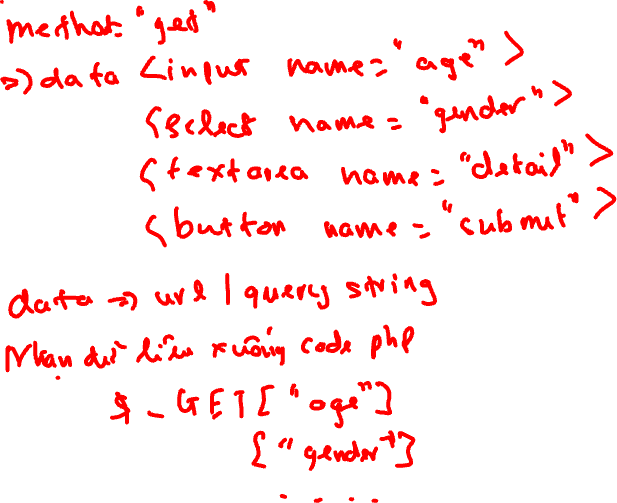 method: "get"
=> data <input name="age">
<select name="gender">
<textarea name="detail">
<button name="submit">
data => url | query string
Nhận dữ liệu xuống code php
$_GET["age"]
["gender"]
....